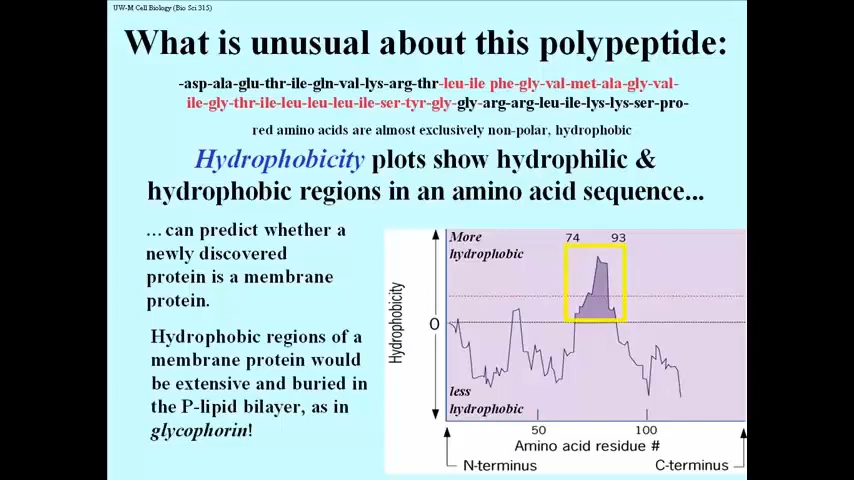 UW-M Cell Biology (Bio Sci 315)
What is unusual about this polypeptide:
-asp-ala-glu-thr-ile-gln-val-lys-arg-thr-leu-ile phe-gly-val-met-ala-gly-val-
ile-gly-thr-ile-leu-leu-leu-ile-ser-tyr-gly-gly-arg-arg-leu-ile-lys-lys-ser-pro-
red amino acids are almost exclusively non-polar, hydrophobic
Hydrophobicity plots show hydrophilic &
hydrophobic regions in an amino acid sequence...
...can predict whether a
newly discovered
protein is a membrane
protein.
Hydrophobic regions of a
membrane protein would
be extensive and buried in
the P-lipid bilayer, as in
glycophorin!
More
hydrophobic
74 93
Hydrophobicity
0
less
hydrophobic
50 100
Amino acid residue #
N-terminus C-terminus